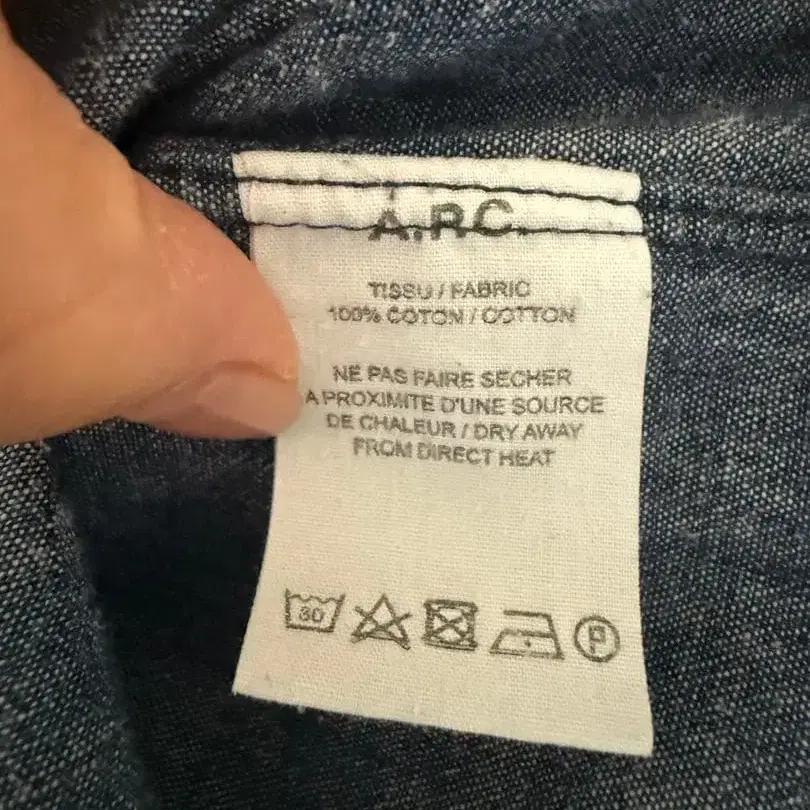 A.P.C.
TISSU / FABRIC
100% COTON / COTTON
NE PAS FAIRE SECHER
A PROXIMITE D'UNE SOURCE
DE CHALEUR / DRY AWAY
FROM DIRECT HEAT
30
P